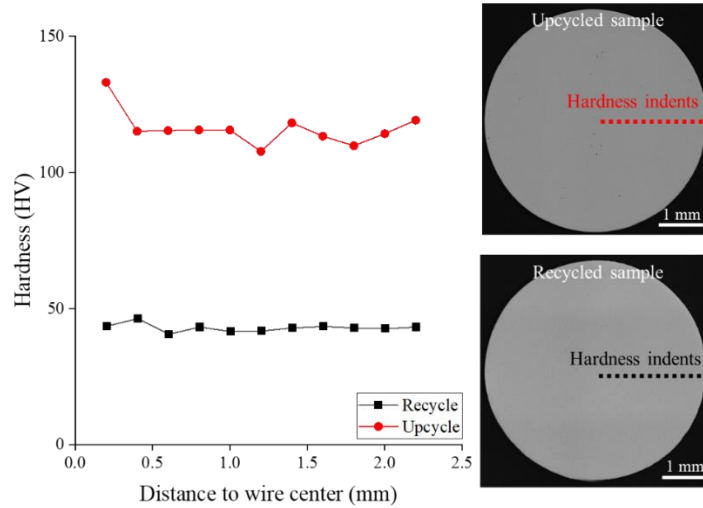 150
100
50
0
0.0 0.5 1.0 1.5 2.0 2.5
Hardness (HV)
Distance to wire center (mm)
Recycle
Upcycle
Upcycled sample
Hardness indents
1 mm
Recycled sample
Hardness indents
1 mm